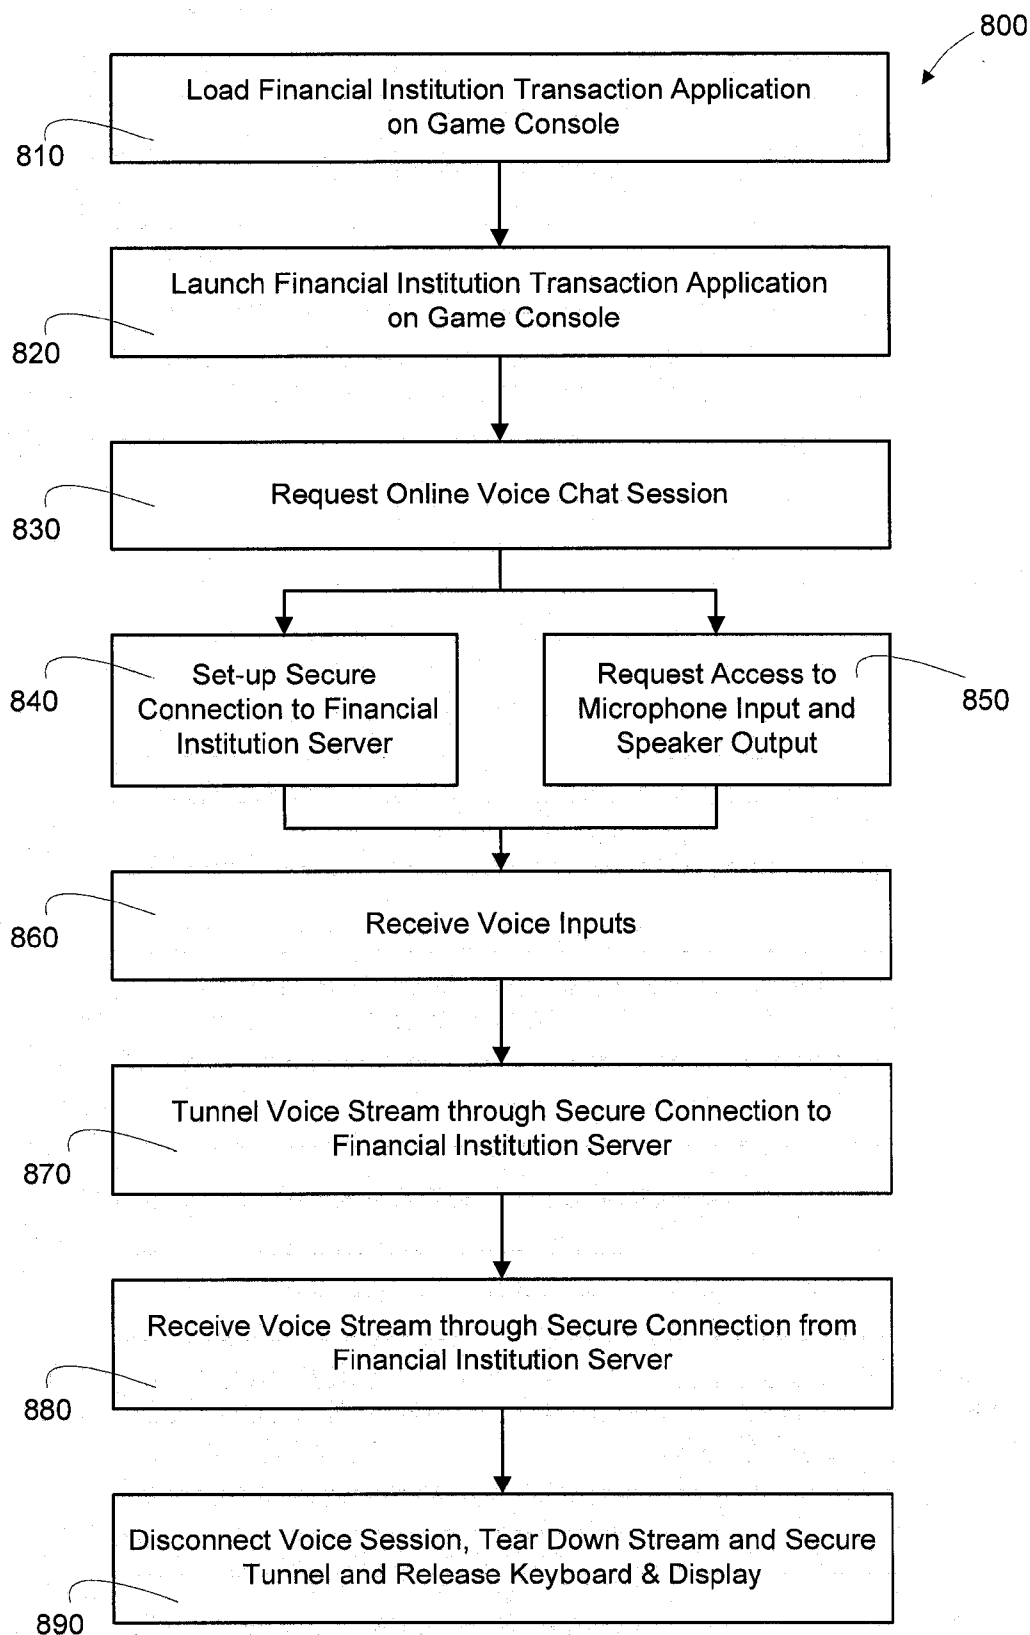 800
Load Financial Institution Transaction Application
on Game Console
810
Launch Financial Institution Transaction Application
on Game Console
820
Request Online Voice Chat Session
830
Set-up Secure
Connection to Financial
Institution Server
840
Request Access to
Microphone Input and
Speaker Output
850
Receive Voice Inputs
860
Tunnel Voice Stream through Secure Connection to
Financial Institution Server
870
Receive Voice Stream through Secure Connection from
Financial Institution Server
880
Disconnect Voice Session, Tear Down Stream and Secure
Tunnel and Release Keyboard & Display
890